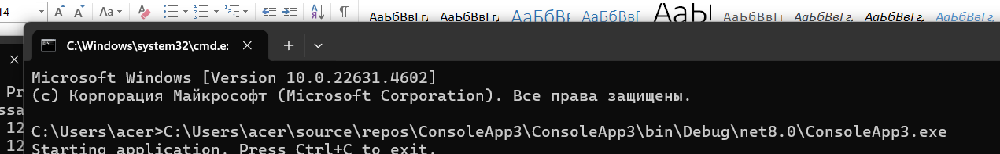 14
Aa
АаБбВвГг,
АаБбВвГг,
АаБбВвГг
АаБбВвГг,
АаБ
АаБбВвГг
АаБбВвГг,
АаБбВвГг,
АаБбВвГг,
C:\Windows\system32\cmd.e
Microsoft Windows [Version 10.0.22631.4602]
Pr
(c) Корпорация Майкрософт (Microsoft Corporation). Все права защищены.
ssa
12
C:\Users\acer>C:\Users\acer\source\repos\ConsoleApp3\ConsoleApp3\bin\Debug\net8.0\ConsoleApp3.exe
12
Starting application. Press Ctrl+C to exit.